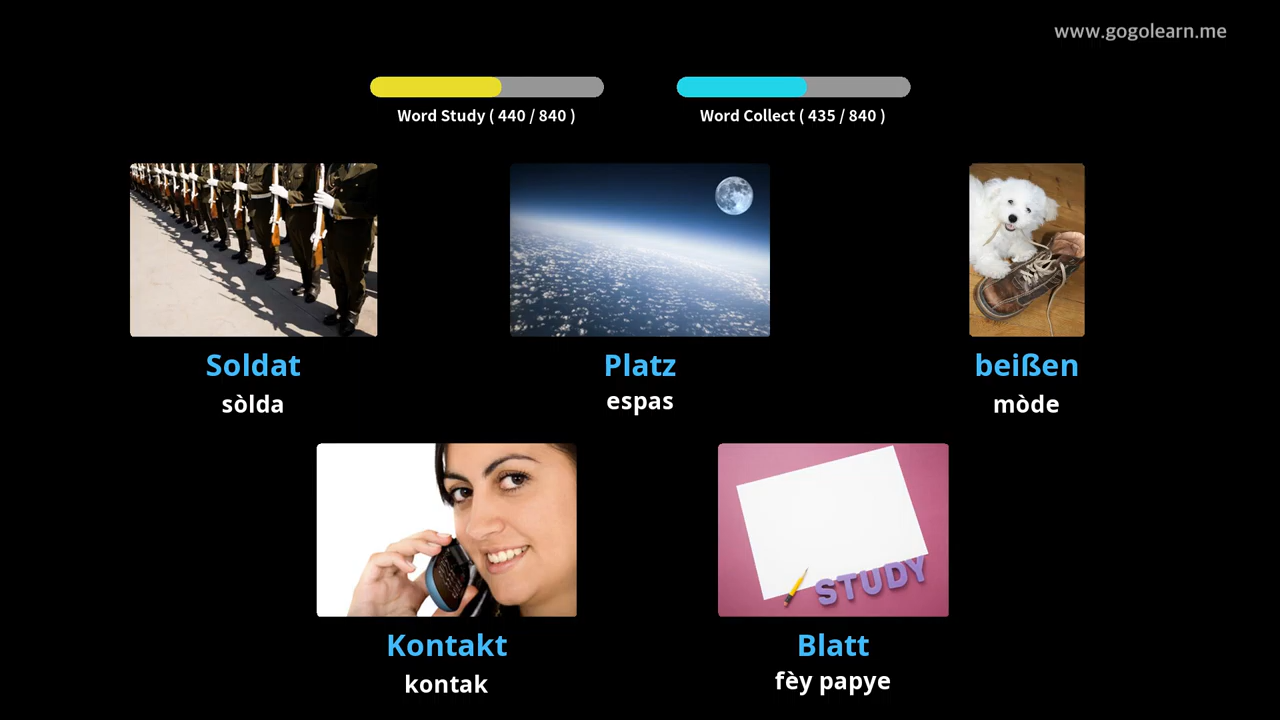 www.gogolearn.me
Word Study ( 440 / 840 )
Word Collect ( 435 / 840 )
Soldat
sòlda
Platz
espas
beißen
mòde
STUDY
Kontakt
kontak
Blatt
fèy papye